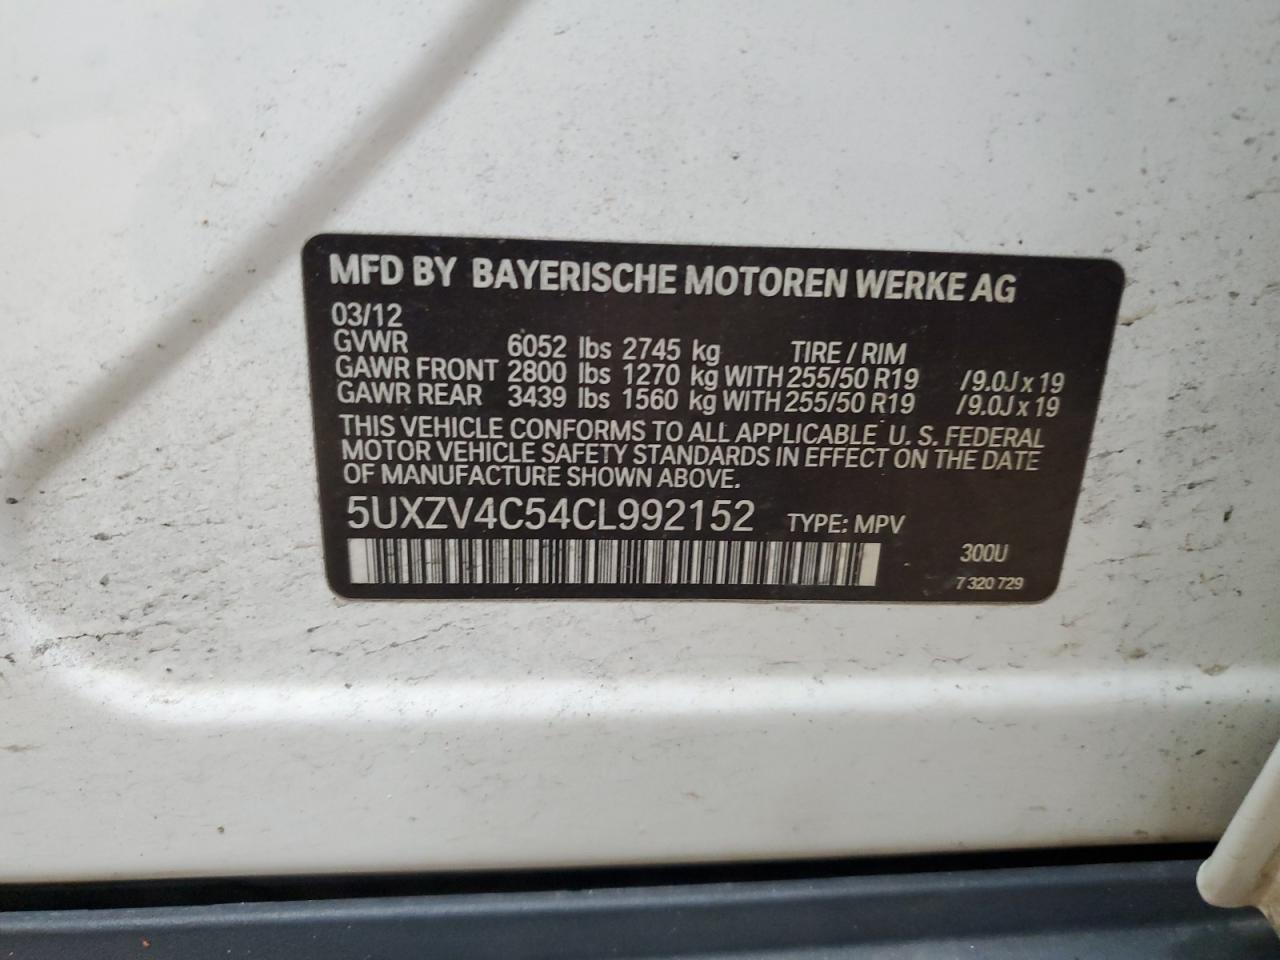 MFD BY BAYERISCHE MOTOREN WERKE AG
03/12
GVWR 6052 lbs 2745 kg TIRE / RIM
GAWR FRONT 2800 lbs 1270 kg WITH 255/50 R19 /9.0J x 19
GAWR REAR 3439 lbs 1560 kg WITH 255/50 R19 /9.0J x 19
THIS VEHICLE CONFORMS TO ALL APPLICABLE U. S. FEDERAL
MOTOR VEHICLE SAFETY STANDARDS IN EFFECT ON THE DATE
OF MANUFACTURE SHOWN ABOVE.
5UXZV4C54CL992152 TYPE: MPV
300U
7 320 729